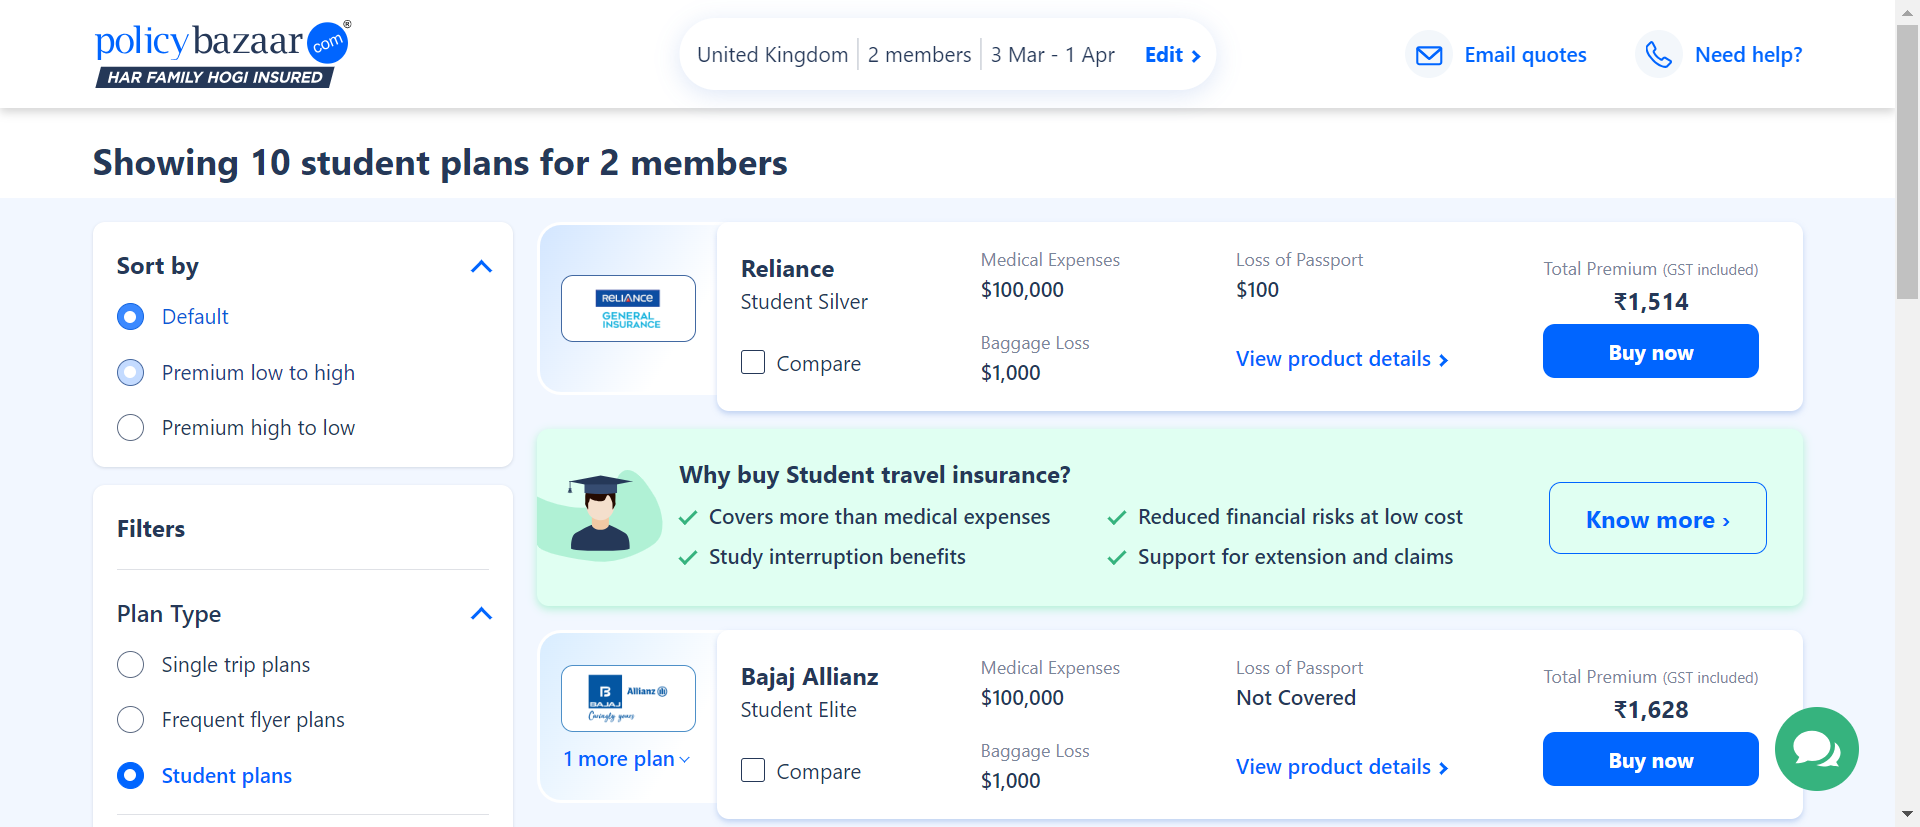 policybazaar.com®
HAR FAMILY HOGI INSURED
United Kingdom 2 members 3 Mar - 1 Apr Edit ›
Email quotes
Need help?
Showing 10 student plans for 2 members
Sort by
Default
Premium low to high
Premium high to low
Filters
Plan Type
Single trip plans
Frequent flyer plans
Student plans
RELIANCE
GENERAL
INSURANCE
Reliance
Student Silver
Compare
Medical Expenses
$100,000
Baggage Loss
$1,000
Loss of Passport
$100
View product details ›
Total Premium (GST included)
₹1,514
Buy now
Why buy Student travel insurance?
Covers more than medical expenses
Reduced financial risks at low cost
Study interruption benefits
Support for extension and claims
Know more ›
B
BAJAJ
Allianz
Caringly yours
1 more plan
Bajaj Allianz
Student Elite
Compare
Medical Expenses
$100,000
Baggage Loss
$1,000
Loss of Passport
Not Covered
View product details ›
Total Premium (GST included)
₹1,628
Buy now